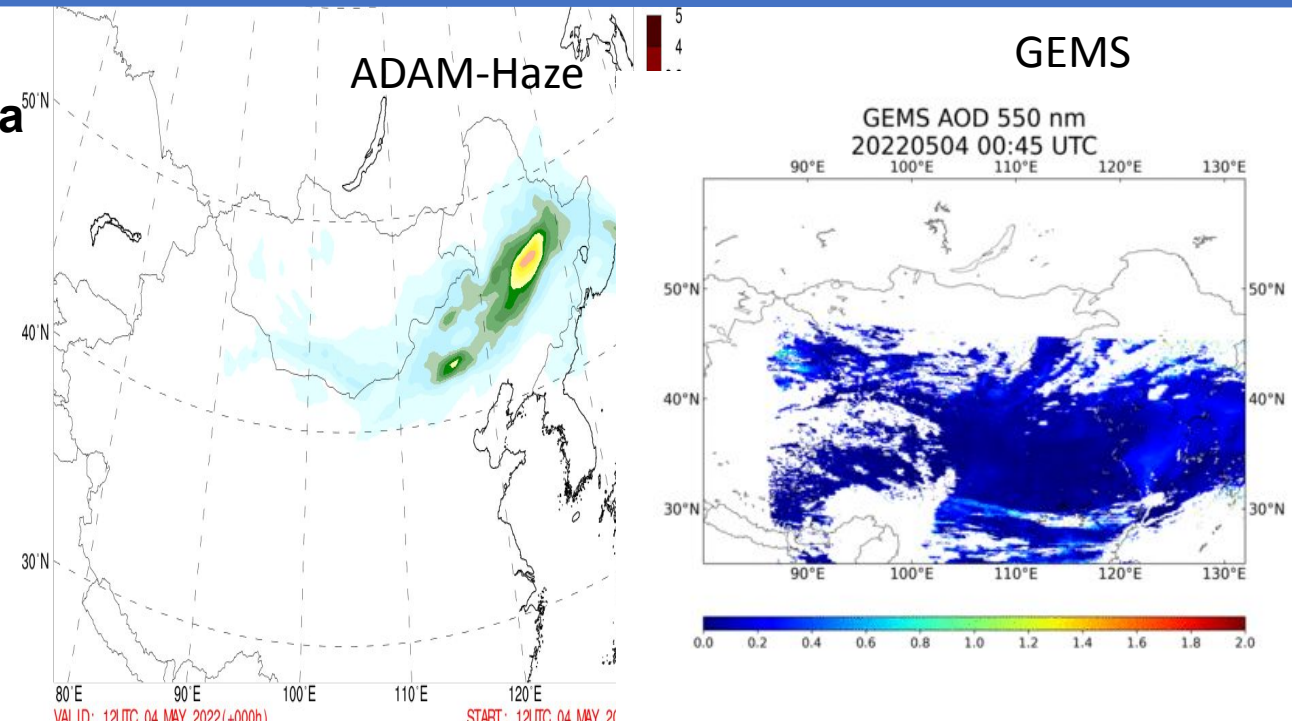 ADAM-Haze
GEMS
5
4
a
50°N
40°N
30°N
80°E 90°E 100°E 110°E 120°E
VALID: 12UTC 04 MAY 2022(+000h)
START: 12UTC 04 MAY 20
GEMS AOD 550 nm
20220504 00:45 UTC
90°E 100°E 110°E 120°E 130°E
50°N 50°N
40°N 40°N
30°N 30°N
90°E 100°E 110°E 120°E 130°E
0.0 0.2 0.4 0.6 0.8 1.0 1.2 1.4 1.6 1.8 2.0